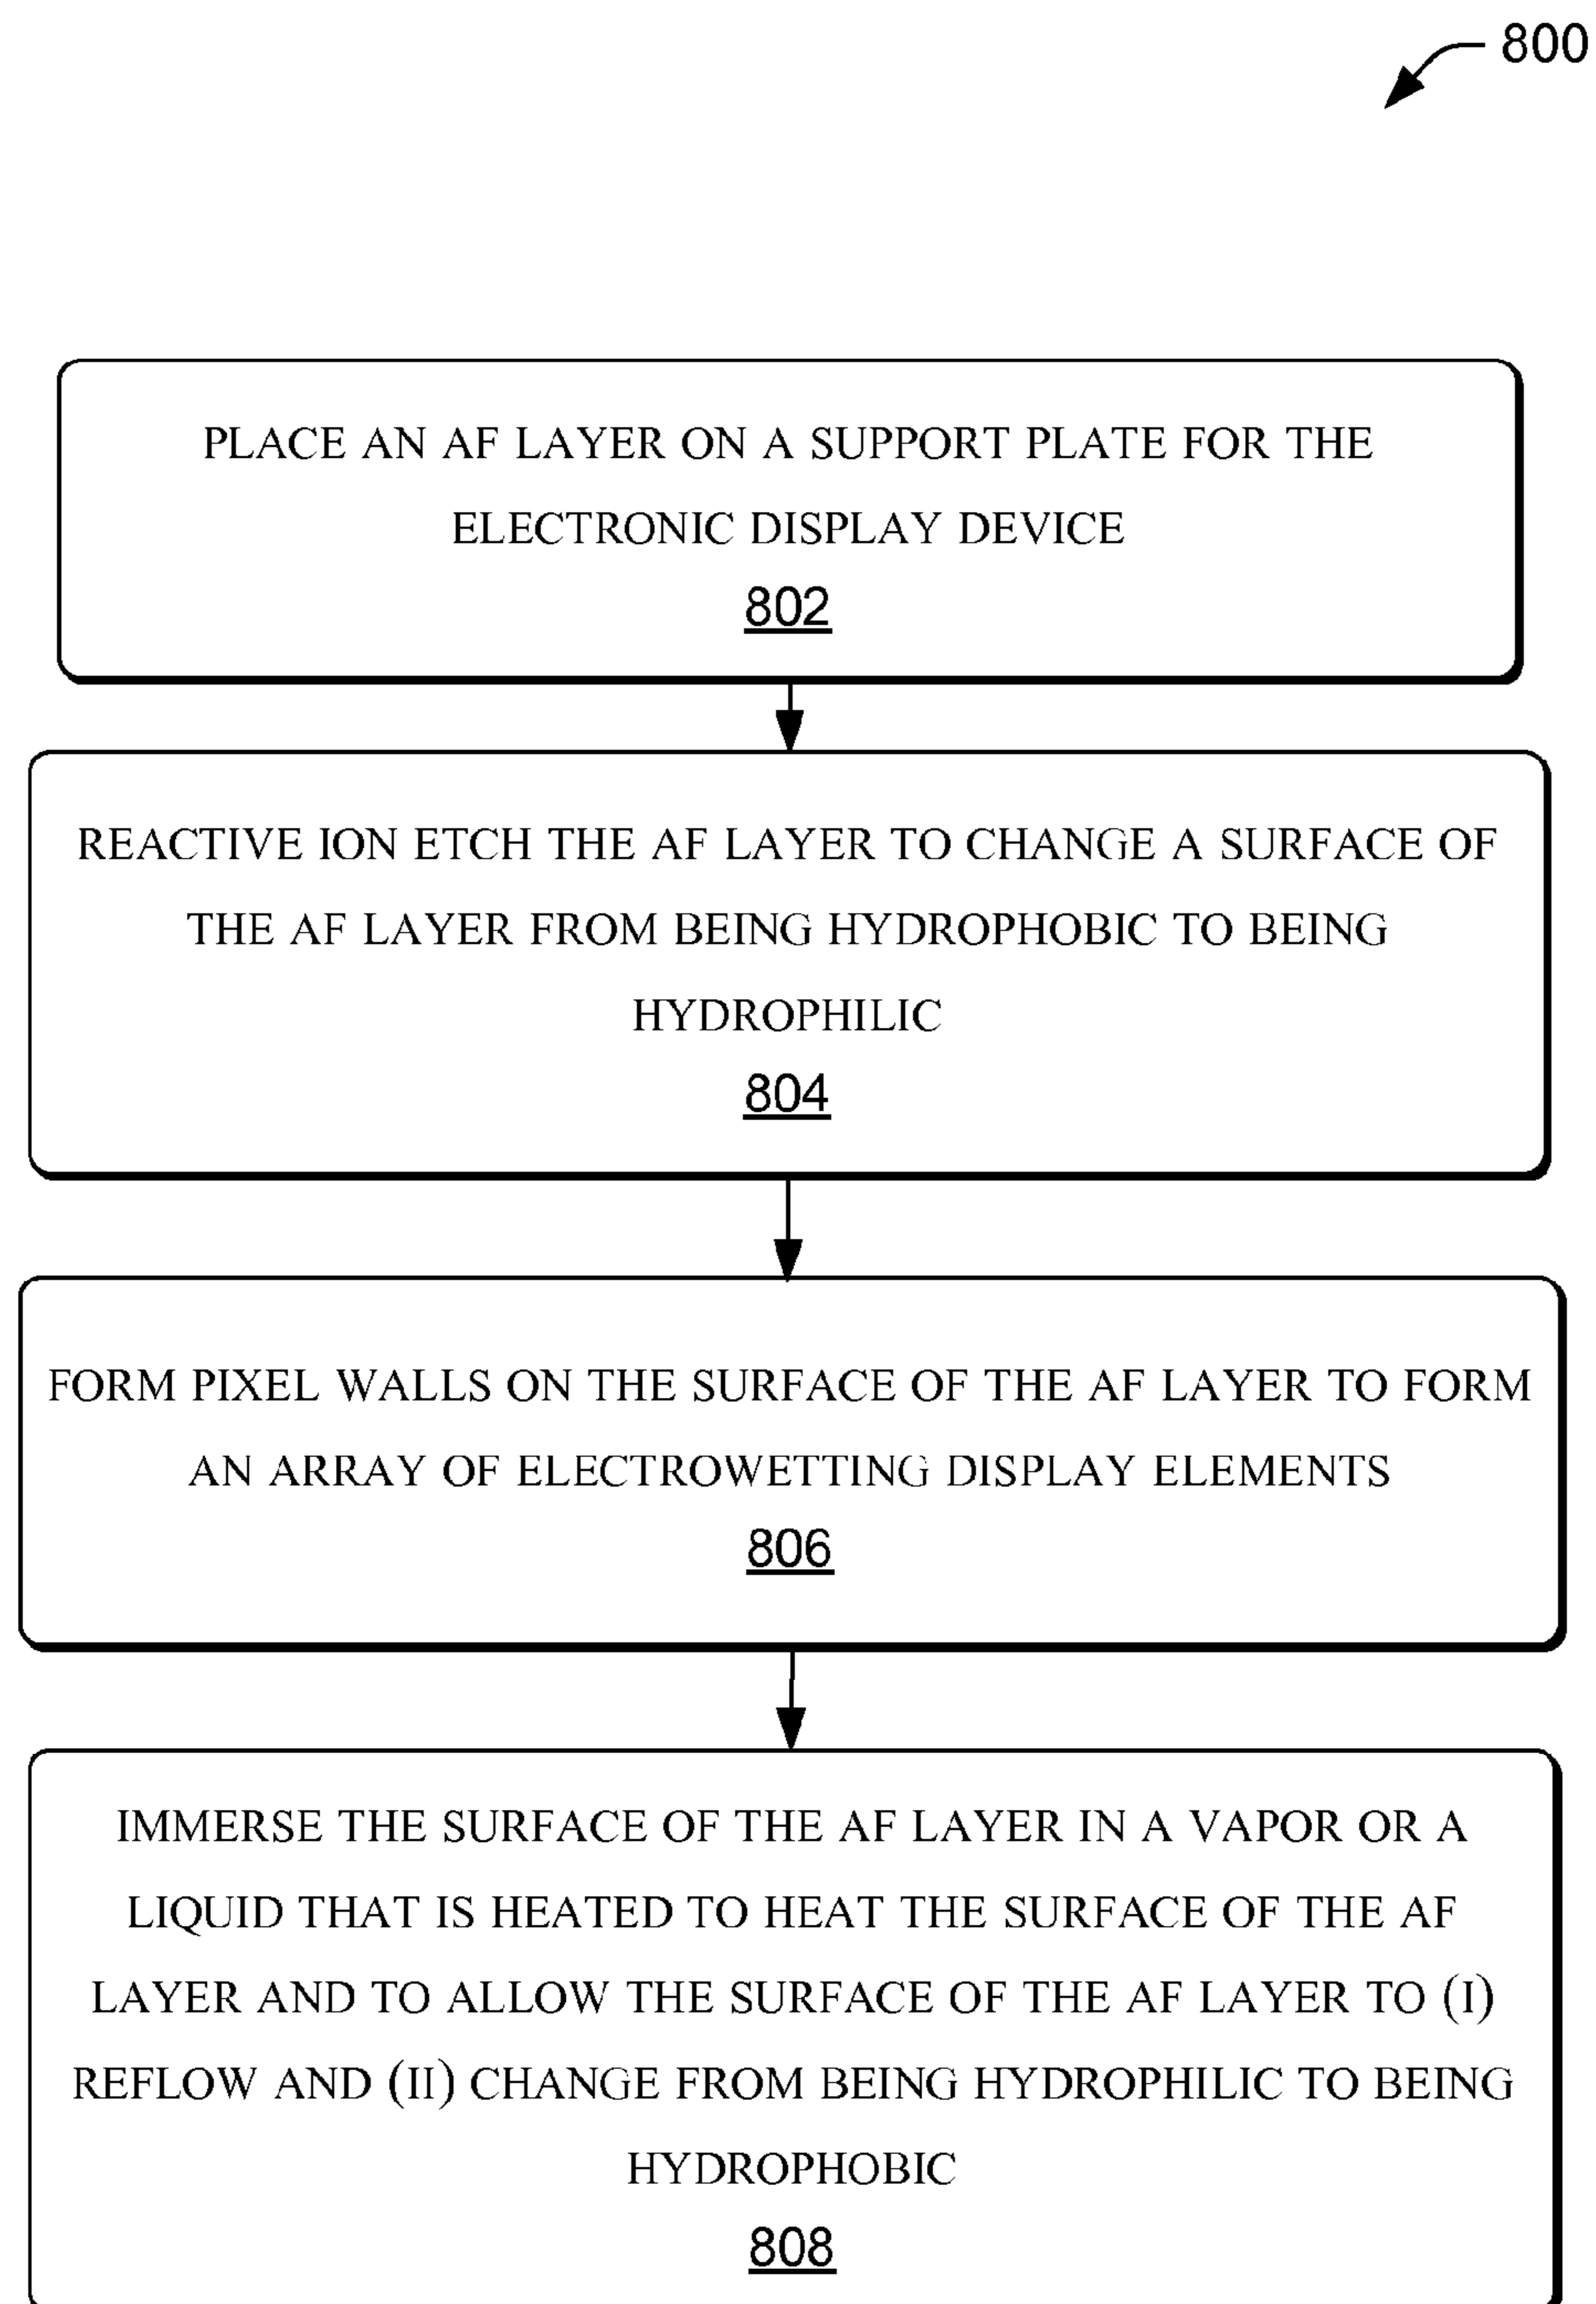 800
PLACE AN AF LAYER ON A SUPPORT PLATE FOR THE
ELECTRONIC DISPLAY DEVICE
802
REACTIVE ION ETCH THE AF LAYER TO CHANGE A SURFACE OF
THE AF LAYER FROM BEING HYDROPHOBIC TO BEING
HYDROPHILIC
804
FORM PIXEL WALLS ON THE SURFACE OF THE AF LAYER TO FORM
AN ARRAY OF ELECTROWETTING DISPLAY ELEMENTS
806
IMMERSE THE SURFACE OF THE AF LAYER IN A VAPOR OR A
LIQUID THAT IS HEATED TO HEAT THE SURFACE OF THE AF
LAYER AND TO ALLOW THE SURFACE OF THE AF LAYER TO (I)
REFLOW AND (II) CHANGE FROM BEING HYDROPHILIC TO BEING
HYDROPHOBIC
808